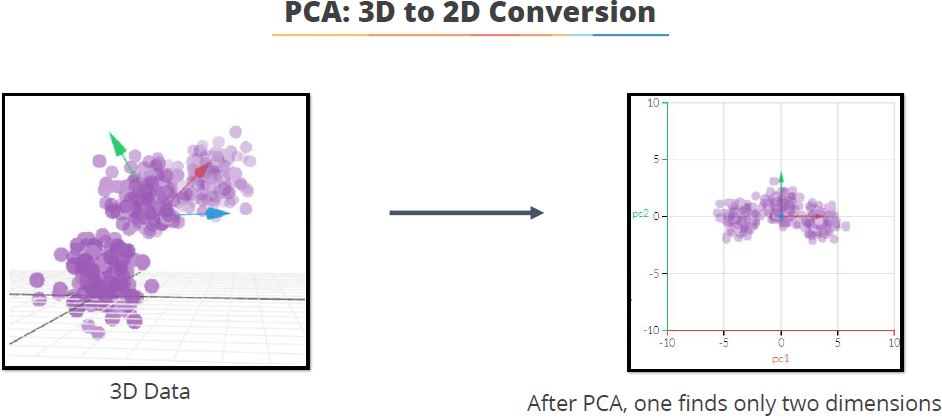 PCA: 3D to 2D Conversion
10
5
pc2 0
-5
-10
-10 -5 0 5 10
pc1
3D Data
After PCA, one finds only two dimensions